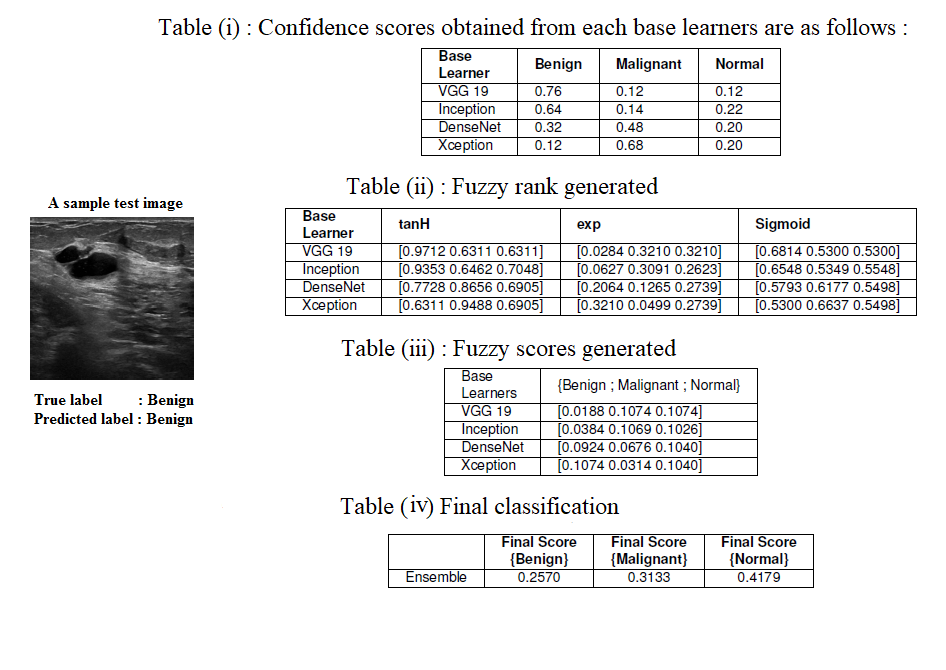 Table (i) : Confidence scores obtained from each base learners are as follows :
Base Learner Benign Malignant Normal
VGG 19 0.76 0.12 0.12
Inception 0.64 0.14 0.22
DenseNet 0.32 0.48 0.20
Xception 0.12 0.68 0.20
Table (ii) : Fuzzy rank generated
Base Learner tanH exp Sigmoid
VGG 19 [0.9712 0.6311 0.6311] [0.0284 0.3210 0.3210] [0.6814 0.5300 0.5300]
Inception [0.9353 0.6462 0.7048] [0.0627 0.3091 0.2623] [0.6548 0.5349 0.5548]
DenseNet [0.7728 0.8656 0.6905] [0.2064 0.1265 0.2739] [0.5793 0.6177 0.5498]
Xception [0.6311 0.9488 0.6905] [0.3210 0.0499 0.2739] [0.5300 0.6637 0.5498]
A sample test image
True label : Benign
Predicted label : Benign
Table (iii) : Fuzzy scores generated
Base Learners {Benign ; Malignant ; Normal}
VGG 19 [0.0188 0.1074 0.1074]
Inception [0.0384 0.1069 0.1026]
DenseNet [0.0924 0.0676 0.1040]
Xception [0.1074 0.0314 0.1040]
Table (iv) Final classification
Final Score {Benign} Final Score {Malignant} Final Score {Normal}
Ensemble 0.2570 0.3133 0.4179